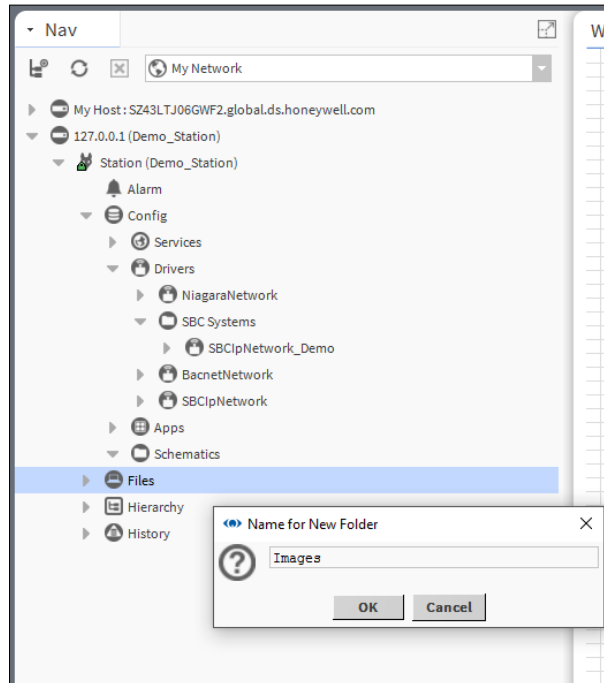 Nav
W
My Network
My Host : SZ43LTJ06GWF2.global.ds.honeywell.com
127.0.0.1 (Demo_Station)
Station (Demo_Station)
Alarm
Config
Services
Drivers
NiagaraNetwork
SBC Systems
SBCIpNetwork_Demo
BacnetNetwork
SBCIpNetwork
Apps
Schematics
Files
Hierarchy
History
Name for New Folder
Images
OK Cancel